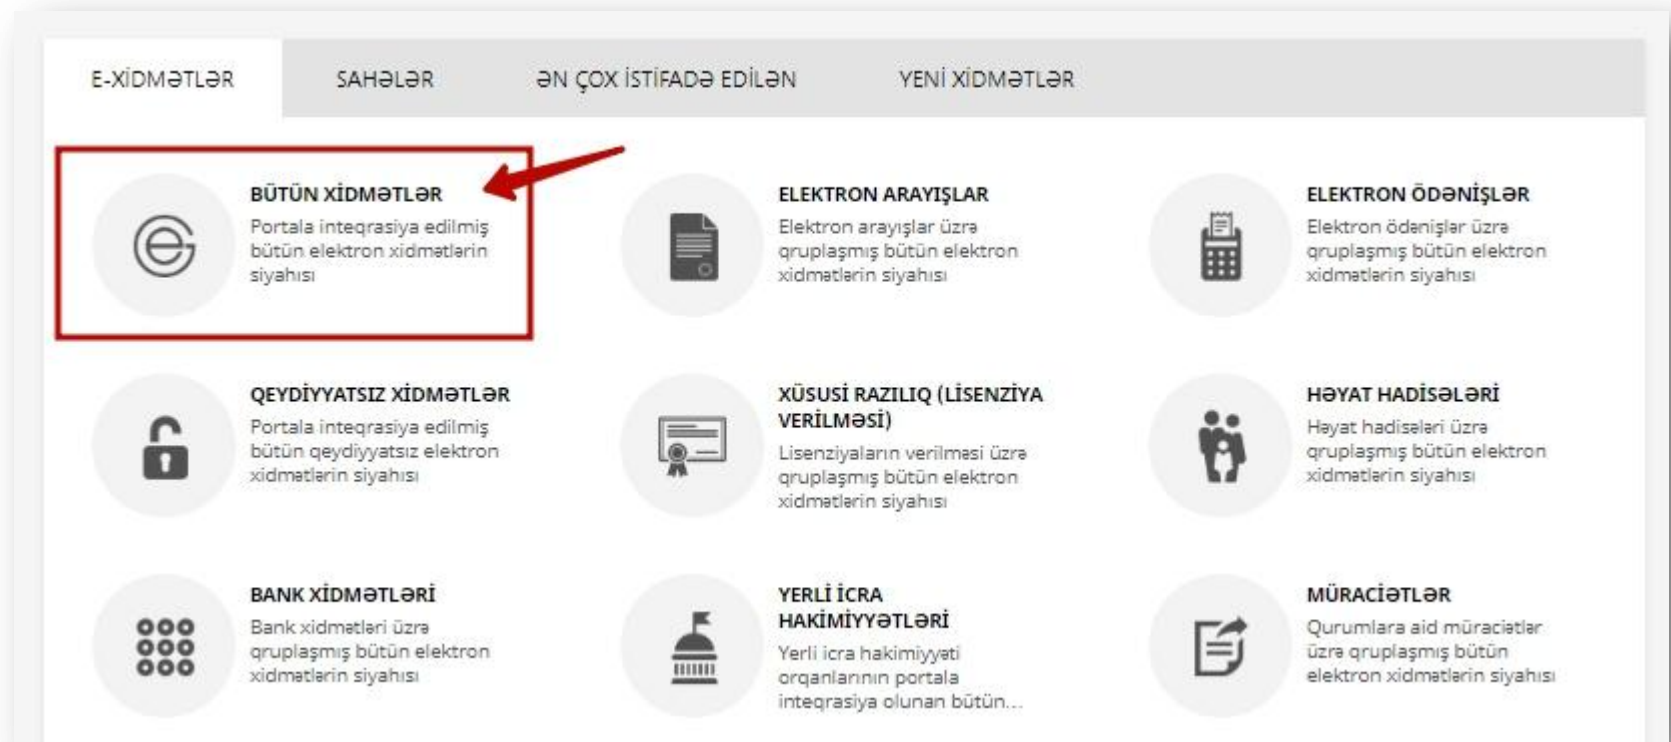 E-XİDMƏTLƏR
SAHƏLƏR
ƏN ÇOX İSTİFADƏ EDİLƏN
YENİ XİDMƏTLƏR
BÜTÜN XİDMƏTLƏR
Portala inteqrasiya edilmiş
bütün elektron xidmətlərin
siyahısı
ELEKTRON ARAYIŞLAR
Elektron arayışlar üzrə
qruplaşmış bütün elektron
xidmətlərin siyahısı
ELEKTRON ÖDƏNİŞLƏR
Elektron ödənişlər üzrə
qruplaşmış bütün elektron
xidmətlərin siyahısı
QEYDİYYATSIZ XİDMƏTLƏR
Portala inteqrasiya edilmiş
bütün qeydiyyatsız elektron
xidmətlərin siyahısı
XÜSUSİ RAZILIQ (LİSENZİYA
VERİLMƏSİ)
Lisenziyaların verilməsi üzrə
qruplaşmış bütün elektron
xidmətlərin siyahısı
HƏYAT HADİSƏLƏRİ
Həyat hadisələri üzrə
qruplaşmış bütün elektron
xidmətlərin siyahısı
BANK XİDMƏTLƏRİ
Bank xidmətləri üzrə
qruplaşmış bütün elektron
xidmətlərin siyahısı
YERLİ İCRA
HAKİMİYYƏTLƏRİ
Yerli icra hakimiyyəti
orqanlarının portala
inteqrasiya olunan bütün...
MÜRACİƏTLƏR
Qurumlara aid müraciətlər
üzrə qruplaşmış bütün
elektron xidmətlərin siyahısı